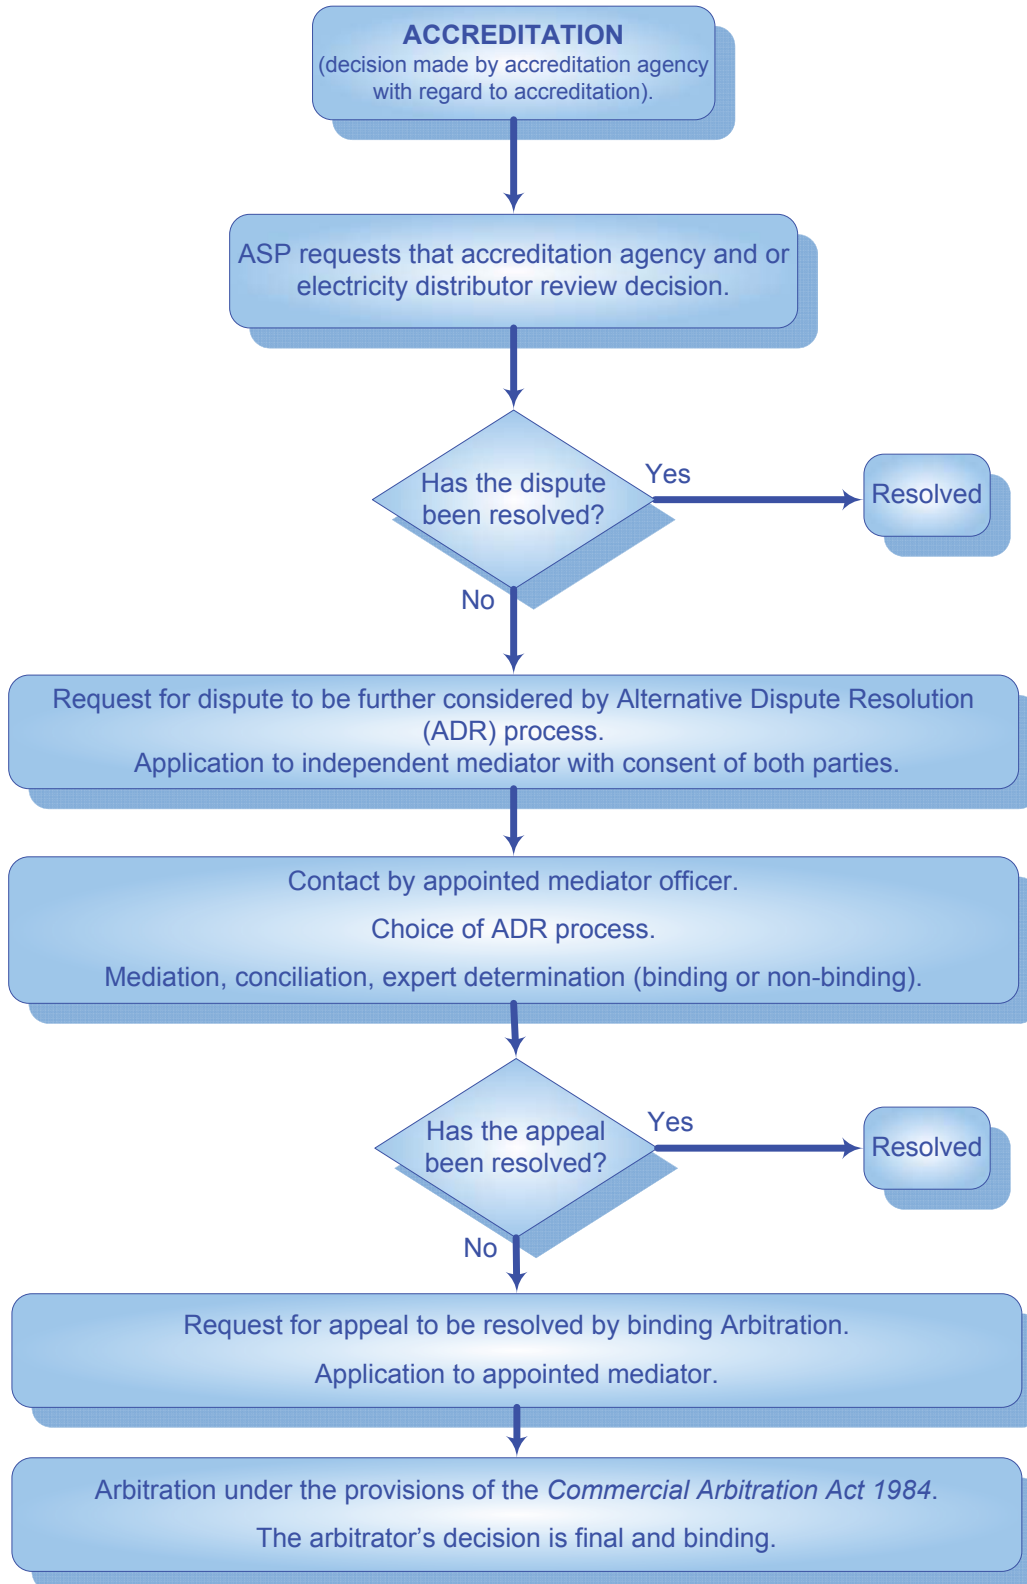 ACCREDITATION
(decision made by accreditation agency
with regard to accreditation).
ASP requests that accreditation agency and or
electricity distributor review decision.
Has the dispute
been resolved?
Yes
Resolved
No
Request for dispute to be further considered by Alternative Dispute Resolution
(ADR) process.
Application to independent mediator with consent of both parties.
Contact by appointed mediator officer.
Choice of ADR process.
Mediation, conciliation, expert determination (binding or non-binding).
Has the appeal
been resolved?
Yes
Resolved
No
Request for appeal to be resolved by binding Arbitration.
Application to appointed mediator.
Arbitration under the provisions of the Commercial Arbitration Act 1984.
The arbitrator’s decision is final and binding.